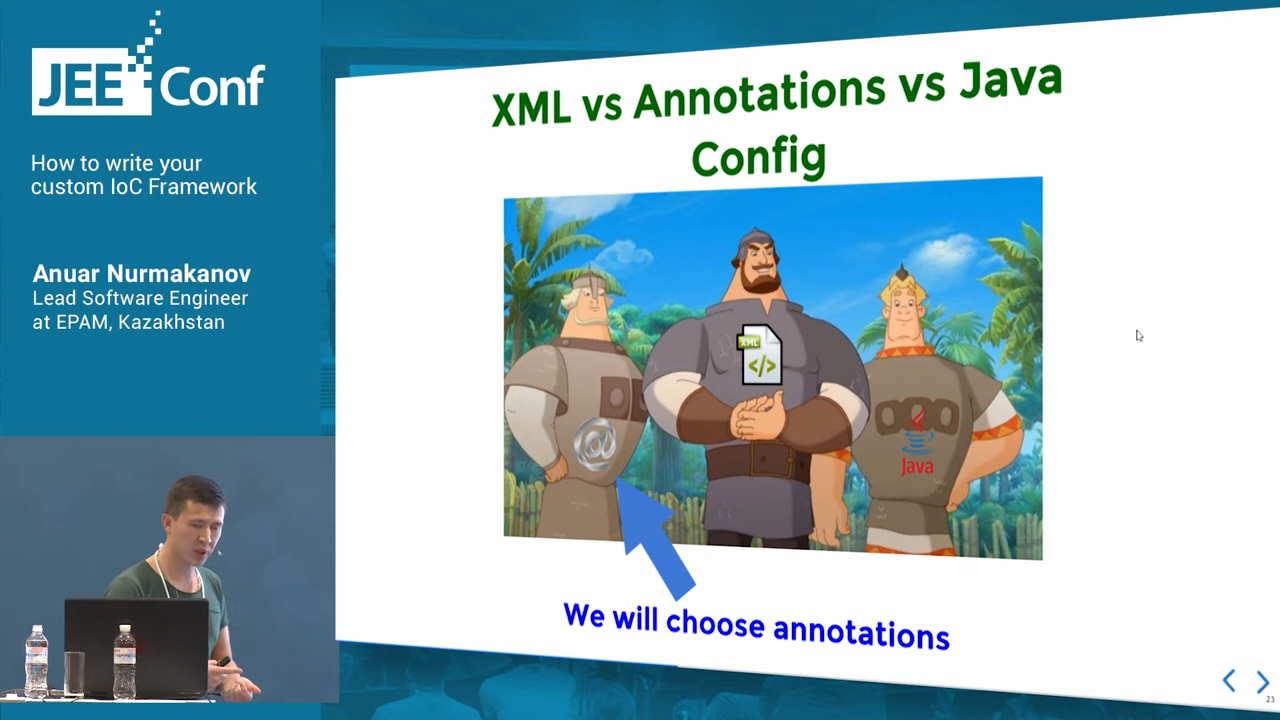 JEE Conf
How to write your
custom IoC Framework
Anuar Nurmakanov
Lead Software Engineer
at EPAM, Kazakhstan
XML vs Annotations vs Java
Config
XML
</>
@
Java
We will choose annotations
23